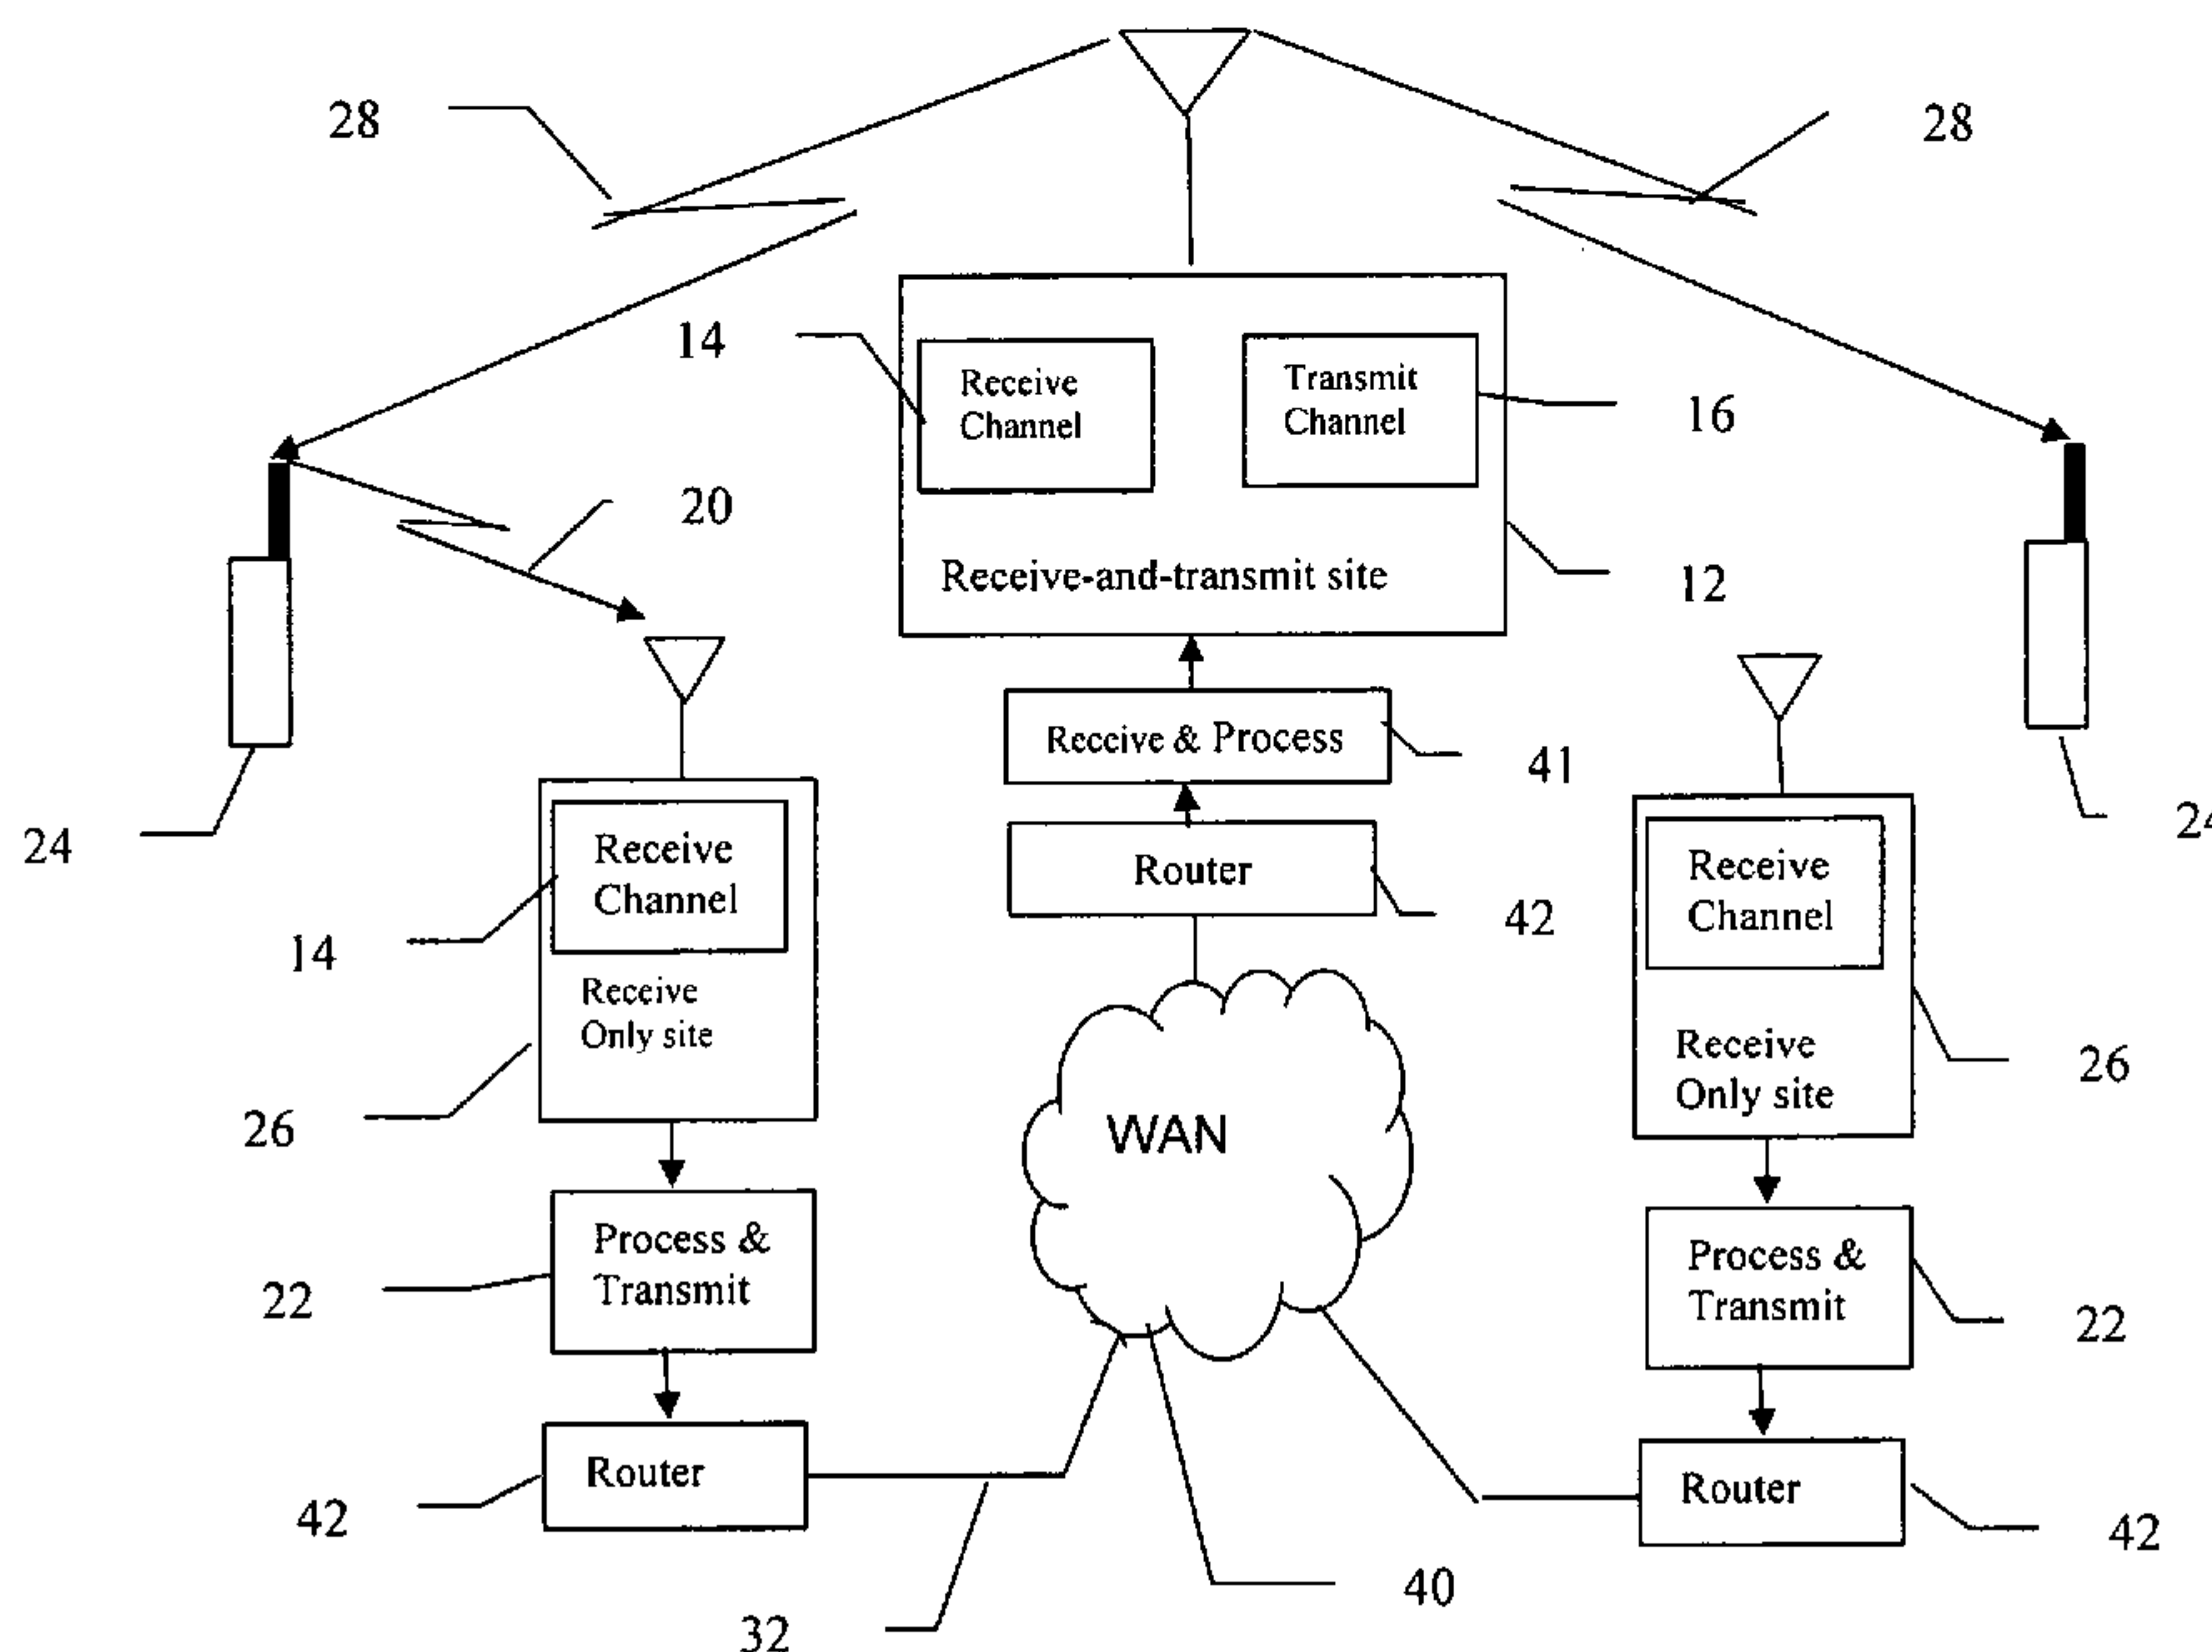 28
28
14
Receive
Channel
Transmit
Channel
16
20
Receive-and-transmit site
12
Receive & Process
41
24
Receive
Channel
Router
42
Receive
Channel
24
14
Receive
Only site
26
WAN
Receive
Only site
26
Process &
Transmit
22
Process &
Transmit
22
Router
42
Router
42
40
32